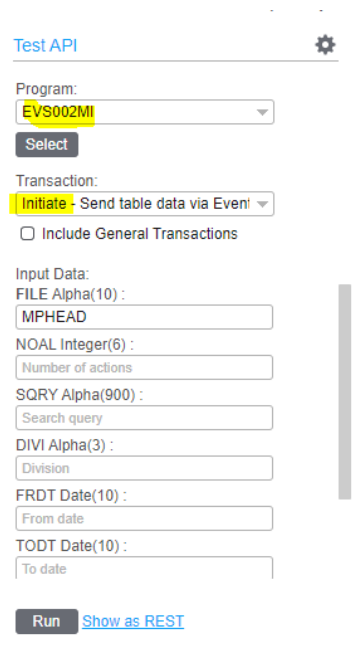 Test API
Program:
EVS002MI
Select
Transaction:
Initiate - Send table data via Event
Include General Transactions
Input Data:
FILE Alpha(10) :
MPHEAD
NOAL Integer(6) :
Number of actions
SQRY Alpha(900) :
Search query
DIVI Alpha(3) :
Division
FRDT Date(10) :
From date
TODT Date(10) :
To date
Run Show as REST